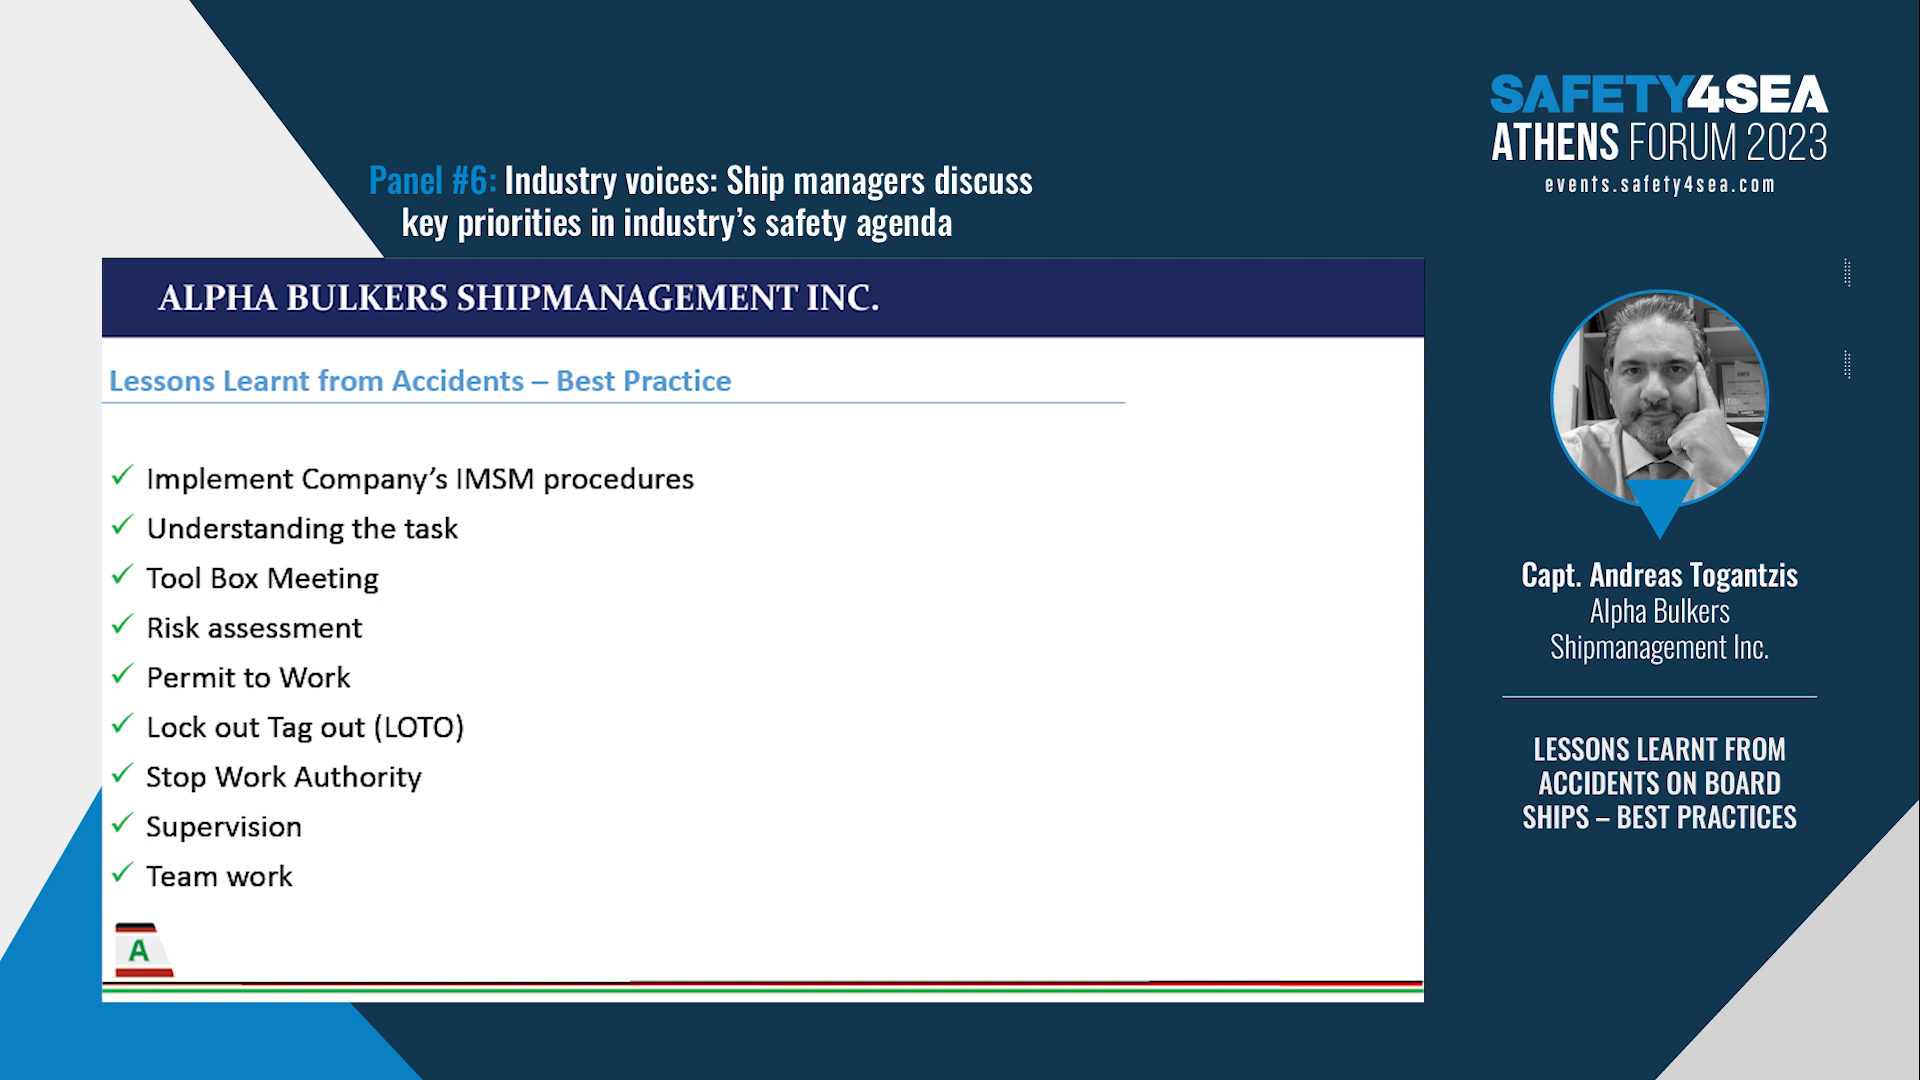 SAFETY4SEA
ATHENS FORUM 2023
events.safety4sea.com
Panel #6: Industry voices: Ship managers discuss
key priorities in industry’s safety agenda
ALPHA BULKERS SHIPMANAGEMENT INC.
Lessons Learnt from Accidents – Best Practice
✓ Implement Company’s IMSM procedures
✓ Understanding the task
✓ Tool Box Meeting
✓ Risk assessment
✓ Permit to Work
✓ Lock out Tag out (LOTO)
✓ Stop Work Authority
✓ Supervision
✓ Team work
A
Capt. Andreas Togantzis
Alpha Bulkers
Shipmanagement Inc.
LESSONS LEARNT FROM
ACCIDENTS ON BOARD
SHIPS – BEST PRACTICES